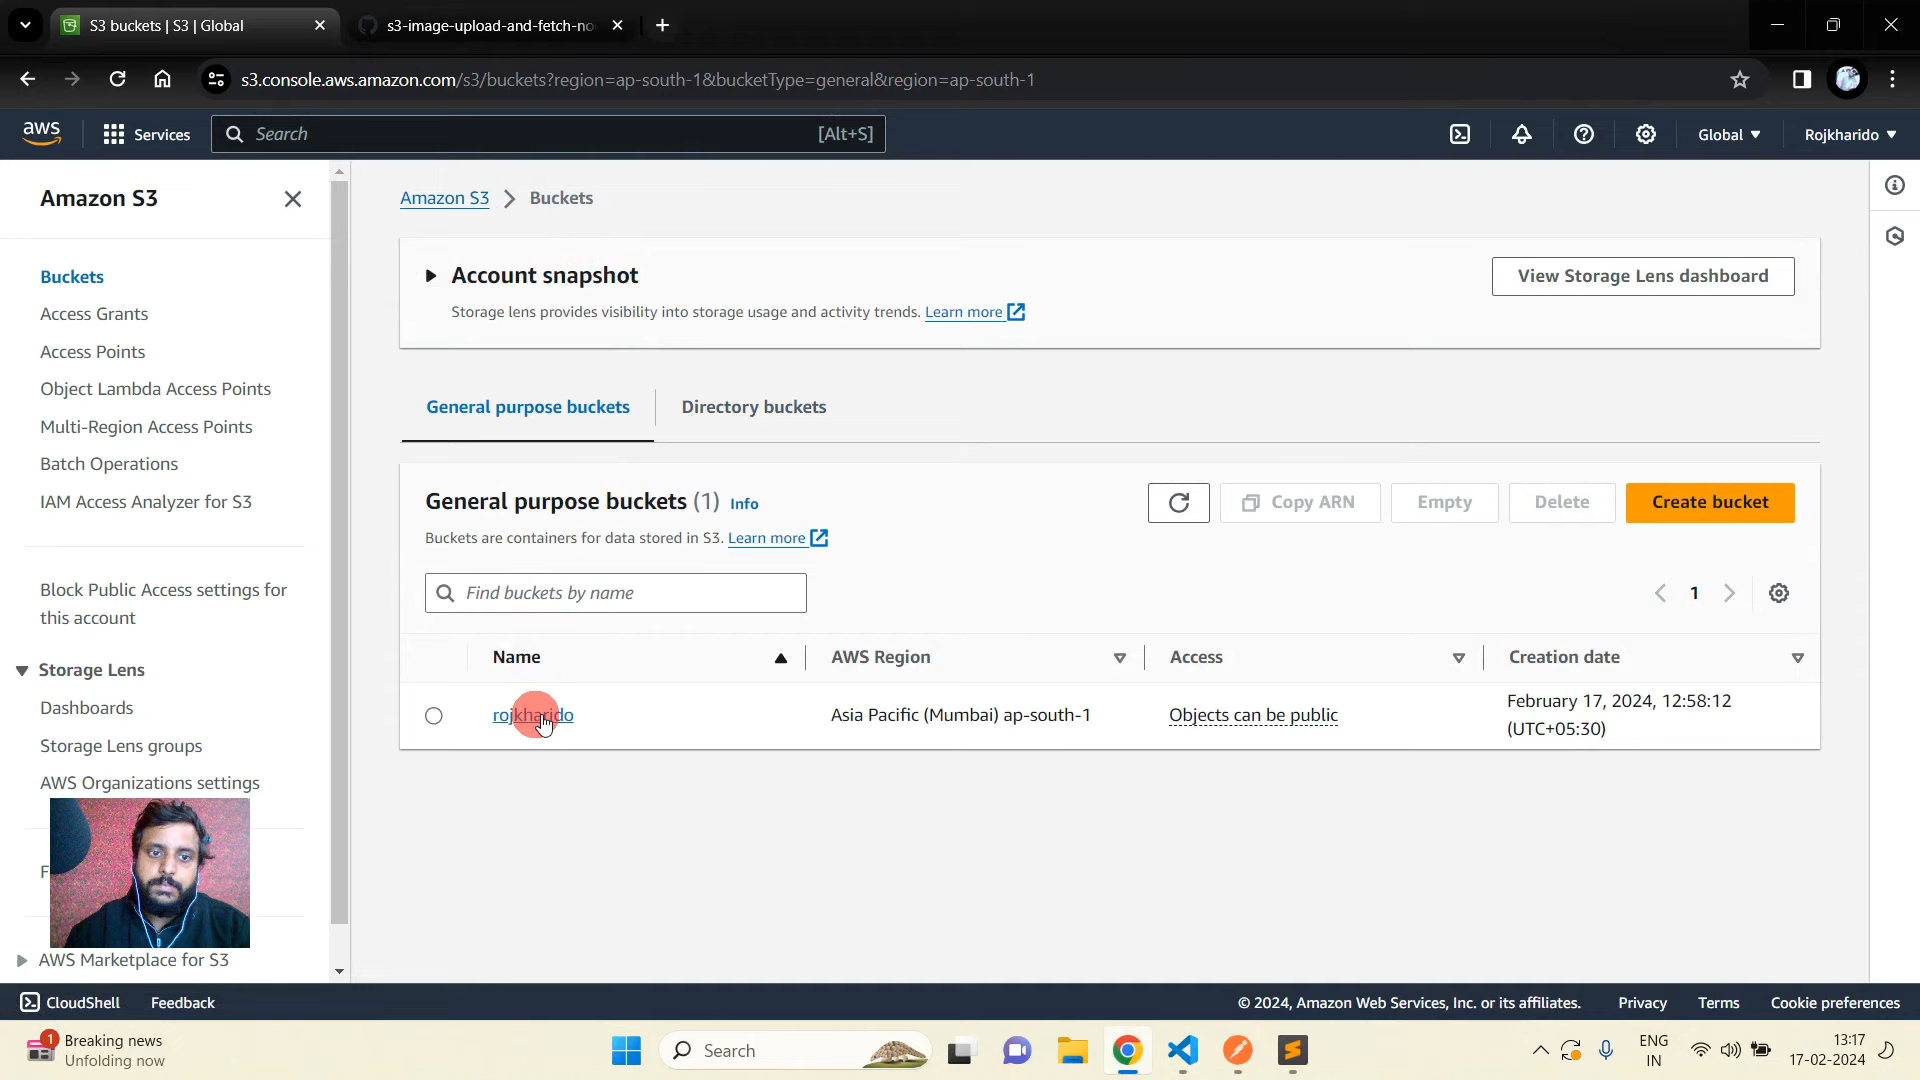 S3 buckets | S3 | Global
s3-image-upload-and-fetch-no
s3.console.aws.amazon.com/s3/buckets?region=ap-south-1&bucketType=general&region=ap-south-1
aws
Services
Search
[Alt+S]
Global
Rojkharido
Amazon S3
Buckets
Access Grants
Access Points
Object Lambda Access Points
Multi-Region Access Points
Batch Operations
IAM Access Analyzer for S3
Block Public Access settings for
this account
Storage Lens
Dashboards
Storage Lens groups
AWS Organizations settings
F
AWS Marketplace for S3
Amazon S3
Buckets
Account snapshot
View Storage Lens dashboard
Storage lens provides visibility into storage usage and activity trends. Learn more
General purpose buckets
Directory buckets
General purpose buckets (1) Info
Copy ARN
Empty
Delete
Create bucket
Buckets are containers for data stored in S3. Learn more
Find buckets by name
1
Name
AWS Region
Access
Creation date
rojkharido
Asia Pacific (Mumbai) ap-south-1
Objects can be public
February 17, 2024, 12:58:12
(UTC+05:30)
CloudShell
Feedback
© 2024, Amazon Web Services, Inc. or its affiliates.
Privacy
Terms
Cookie preferences
1
Breaking news
Unfolding now
Search
ENG
IN
13:17
17-02-2024